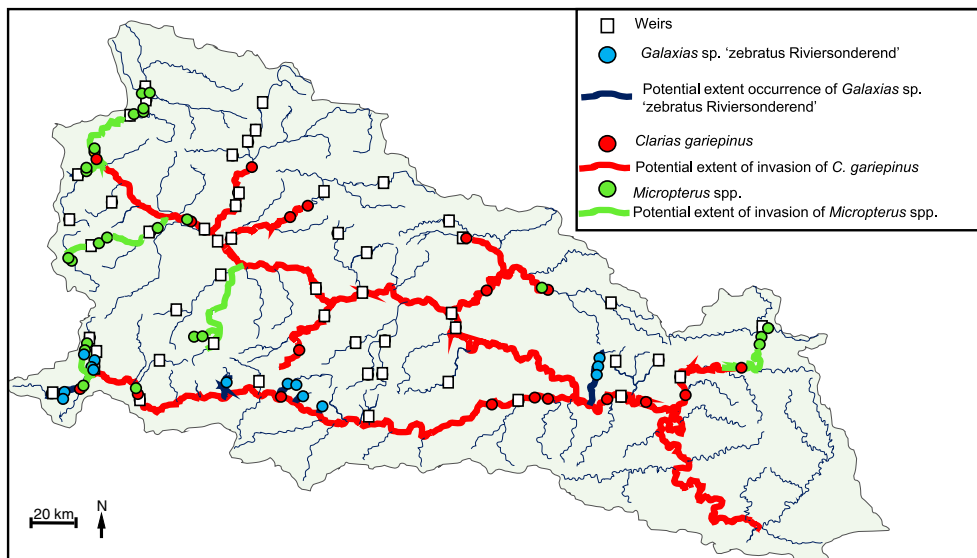 Weirs
Galaxias sp. ‘zebratus Riviersonderend’
Potential extent occurrence of Galaxias sp.
‘zebratus Riviersonderend’
Clarias gariepinus
Potential extent of invasion of C. gariepinus
Micropterus spp.
Potential extent of invasion of Micropterus spp.
20 km
N